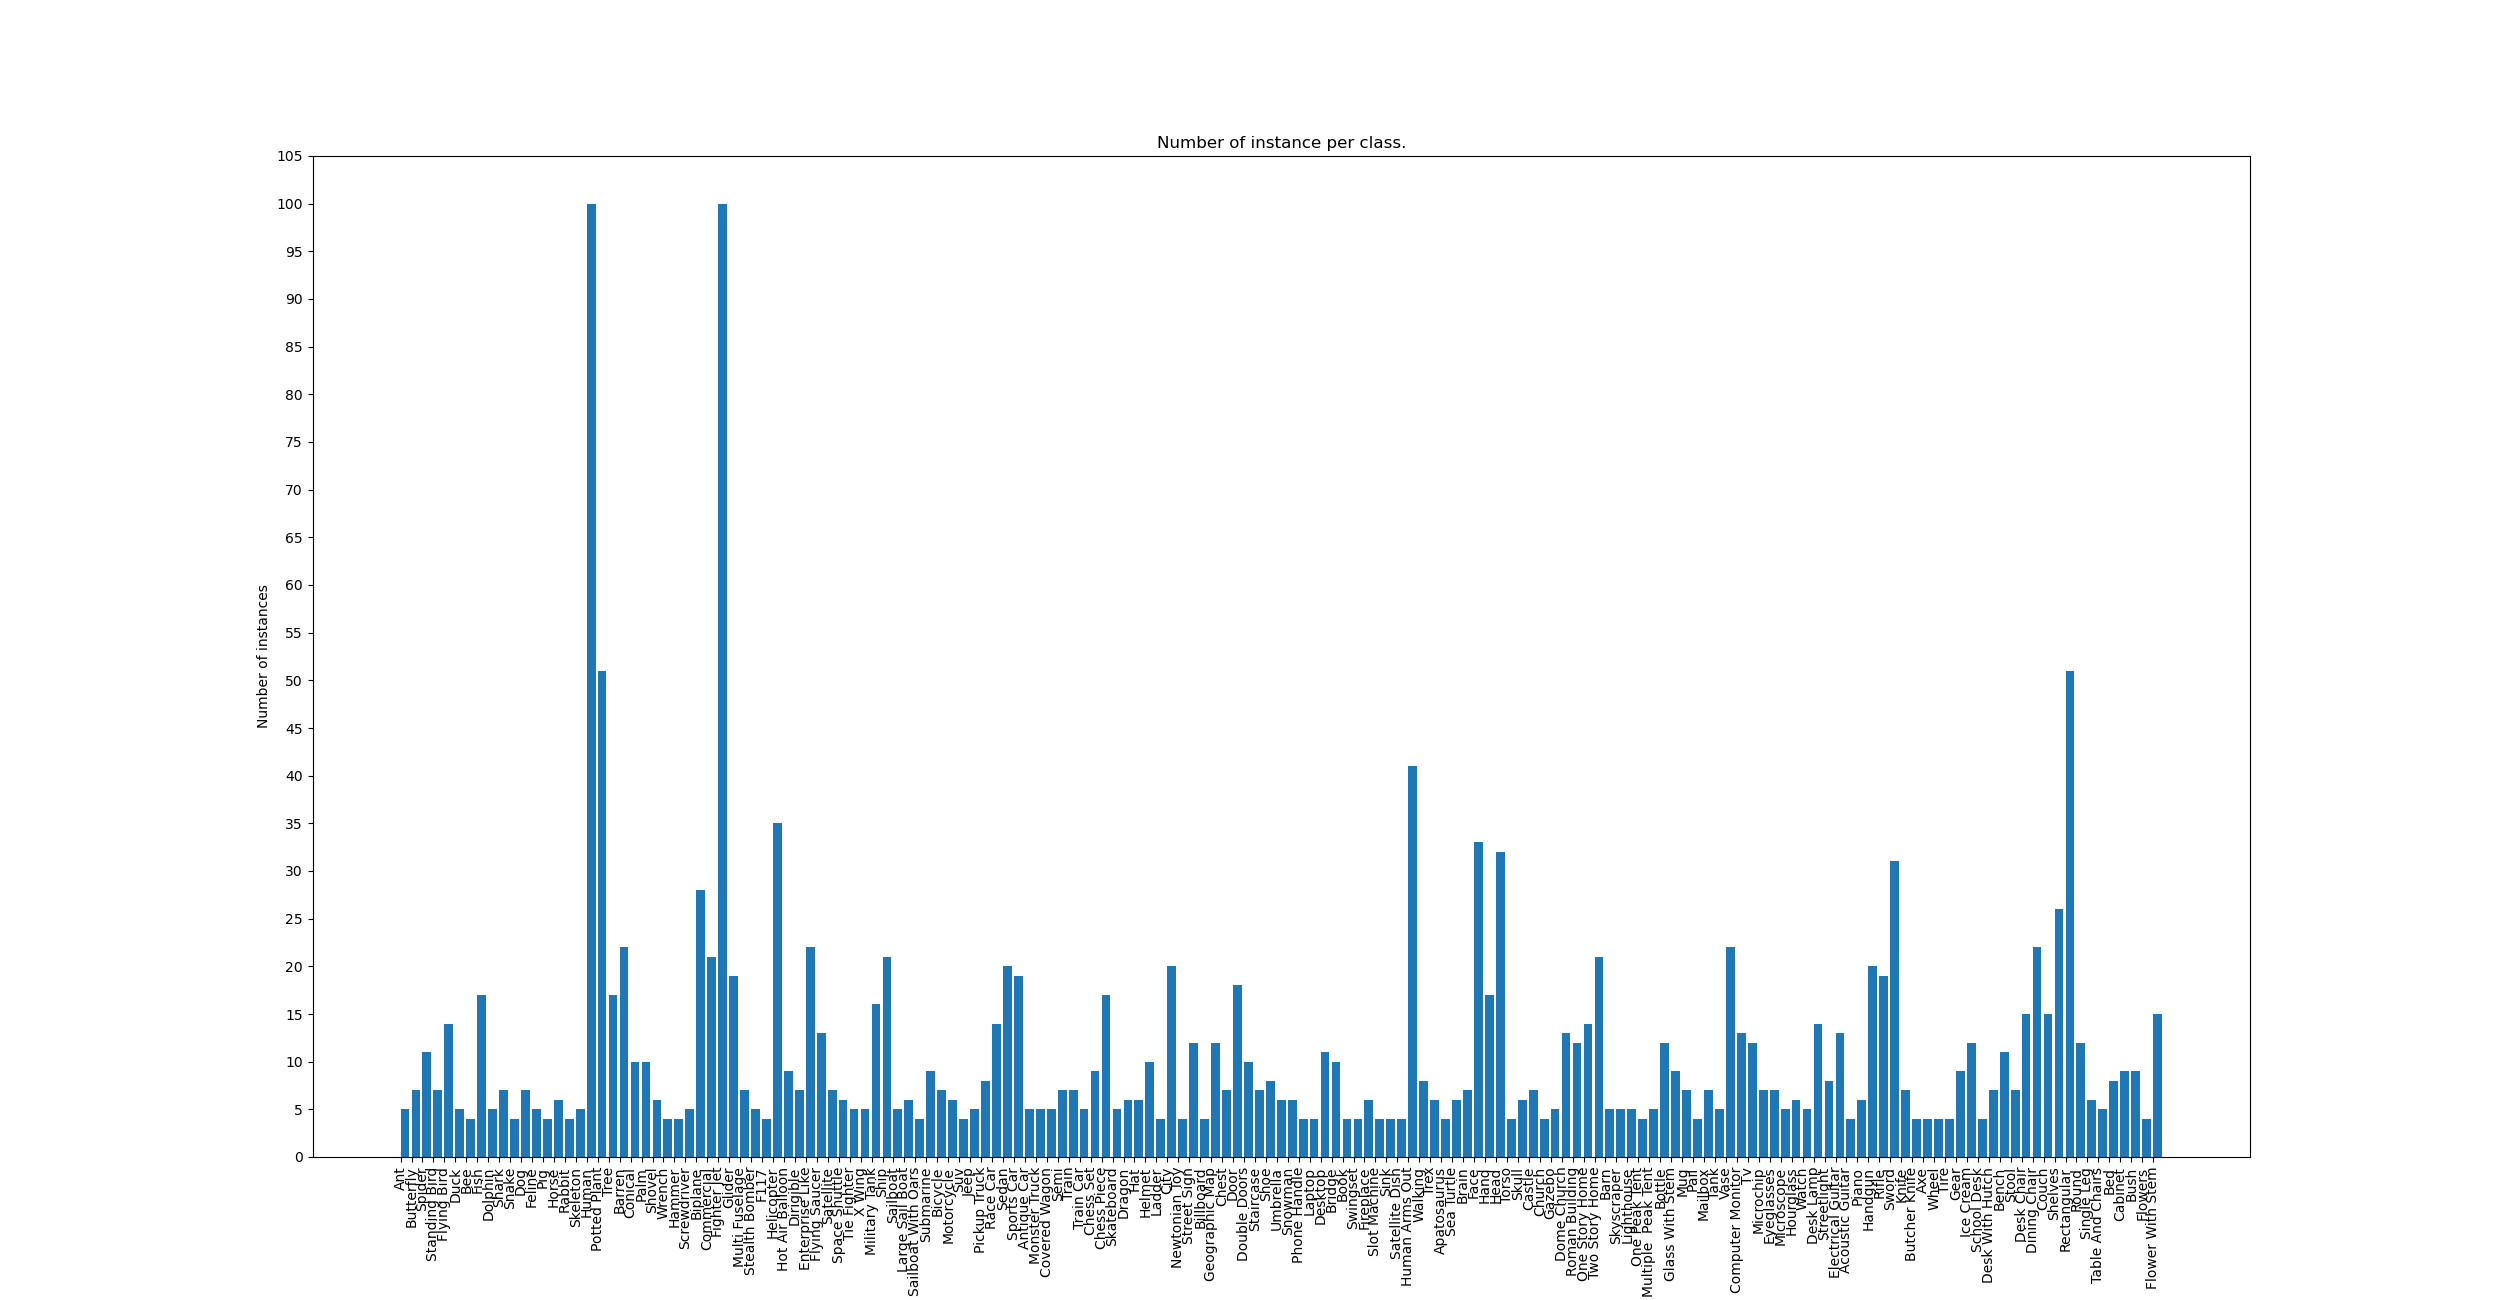 Number of instance per class.
105
100
95
90
85
80
75
70
65
60
55
50
45
40
35
30
25
20
15
10
5
0
Number of instances
Ant
Butterfly
Spider
Standing Bird
Flying Bird
Duck
Bee
Fish
Dolphin
Shark
Snake
Dog
Feline
Pig
Horse
Rabbit
Skeleton
Human
Potted Plant
Tree
Barren
Conical
Palm
Shovel
Wrench
Hammer
Screwdriver
Biplane
Commercial
Fighter Jet
Glider
Multi Fuselage
Stealth Bomber
F117
Helicopter
Hot Air Balloon
Dirigible
Enterprise Like
Flying Saucer
Satellite
Space Shuttle
Tie Fighter
X Wing
Military Tank
Ship
Sailboat
Large Sail Boat
Sailboat With Oars
Submarine
Bicycle
Motorcycle
Suv
Jeep
Pickup Truck
Race Car
Sedan
Sports Car
Antique Car
Monster Truck
Covered Wagon
Semi
Train
Train Car
Chess Set
Chess Piece
Skateboard
Dragon
Hat
Helmet
Ladder
City
Newtonian Joy
Street Sign
Billboard
Geographic Map
Chest
Door
Double Doors
Staircase
Shoe
Umbrella
Snowman
Phone Handle
Laptop
Desktop
Bridge
Book
Swingset
Fireplace
Slot Machine
Sink
Satellite Dish
Human Arms Out
Walking
Trex
Apatosaurus
Sea Turtle
Brain
Face
Hand
Head
Torso
Skull
Castle
Church
Gazebo
Dome Church
Roman Building
One Story Home
Two Story Home
Barn
Skyscraper
Lighthouse
One Peak Tent
Multiple Peak Tent
Bottle
Glass With Stem
Mug
Pail
Mailbox
Tank
Vase
Computer Monitor
Tv
Microchip
Eyeglasses
Microscope
Hourglass
Watch
Desk Lamp
Streetlight
Electrical Guitar
Acoustic Guitar
Piano
Handgun
Rifle
Sword
Knife
Butcher Knife
Axe
Wheel
Tire
Gear
Ice Cream
School Desk
Desk With Hutch
Bench
Stool
Desk Chair
Dining Chair
Couch
Shelves
Rectangular
Round
Single Leg
Table And Chairs
Bed
Cabinet
Bush
Flowers
Flower With Stem